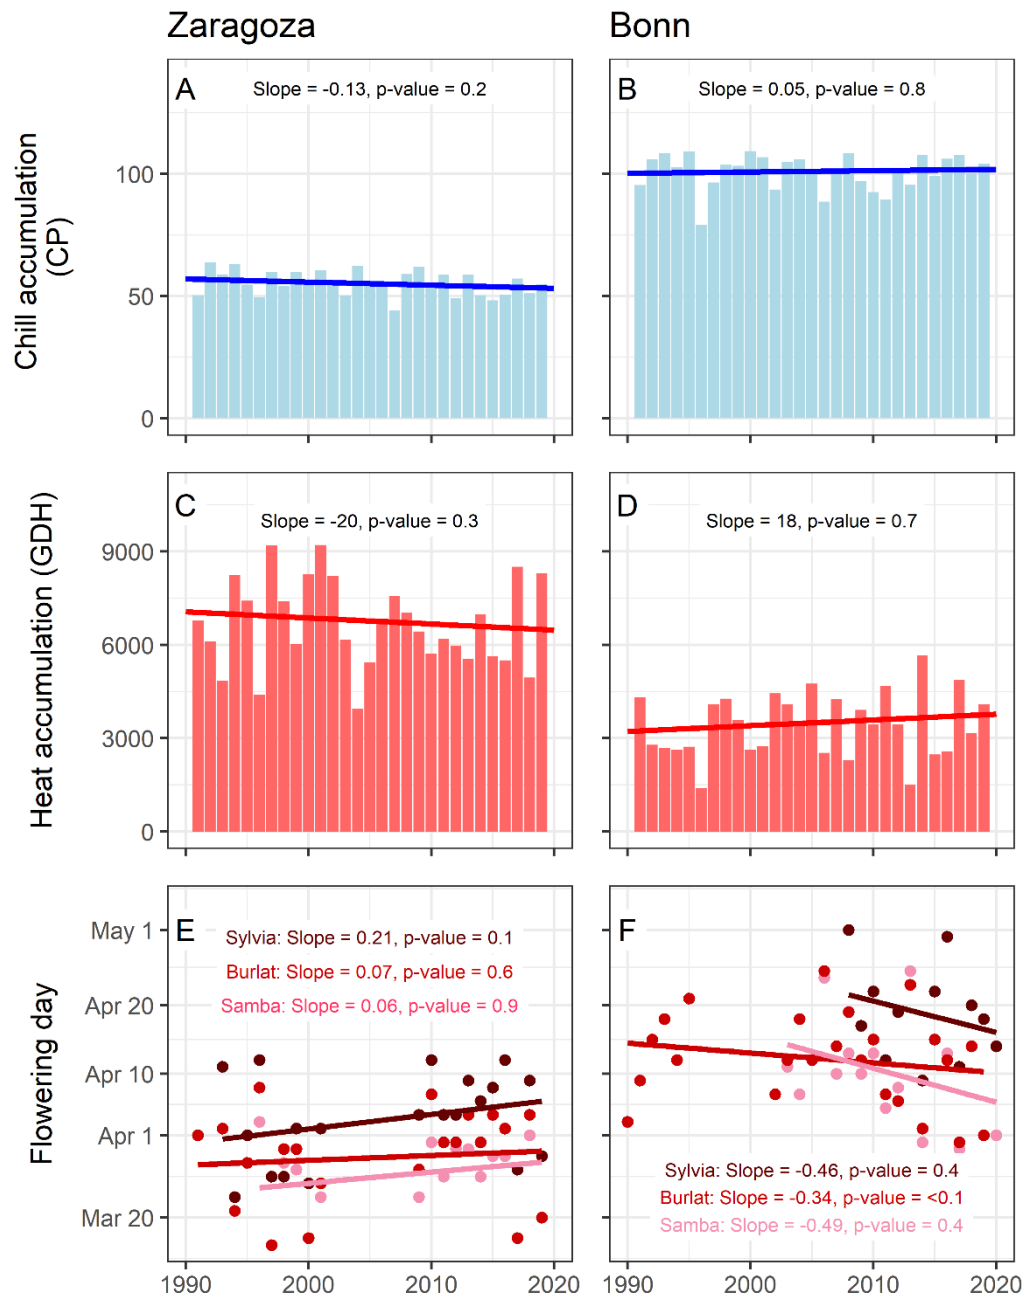 Zaragoza
Bonn
Chill accumulation
(CP)
A
Slope = -0.13, p-value = 0.2
100
50
0
B
Slope = 0.05, p-value = 0.8
Heat accumulation (GDH)
C
Slope = -20, p-value = 0.3
9000
6000
3000
0
D
Slope = 18, p-value = 0.7
Flowering day
E
Sylvia: Slope = 0.21, p-value = 0.1
Burlat: Slope = 0.07, p-value = 0.6
Samba: Slope = 0.06, p-value = 0.9
May 1
Apr 20
Apr 10
Apr 1
Mar 20
1990
2000
2010
2020
F
Sylvia: Slope = -0.46, p-value = 0.4
Burlat: Slope = -0.34, p-value = <0.1
Samba: Slope = -0.49, p-value = 0.4
1990
2000
2010
2020